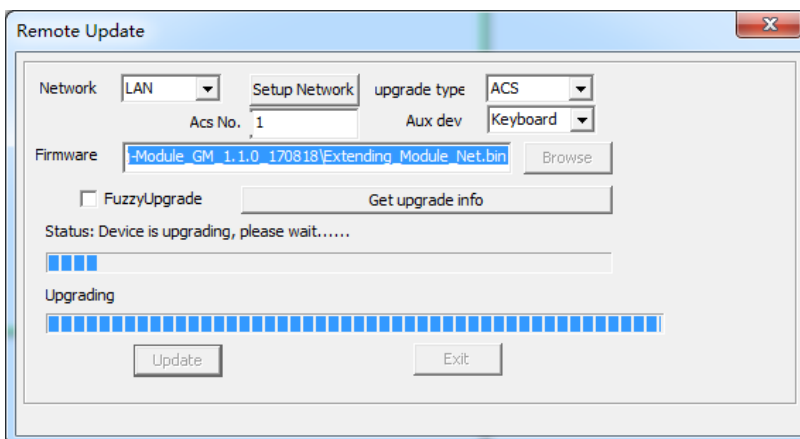 Remote Update
Network LAN Setup Network upgrade type ACS
Acs No. 1 Aux dev Keyboard
Firmware -Module_GM_1.1.0_170818\Extending_Module_Net.bin Browse
FuzzyUpgrade Get upgrade info
Status: Device is upgrading, please wait......
Upgrading
Update Exit